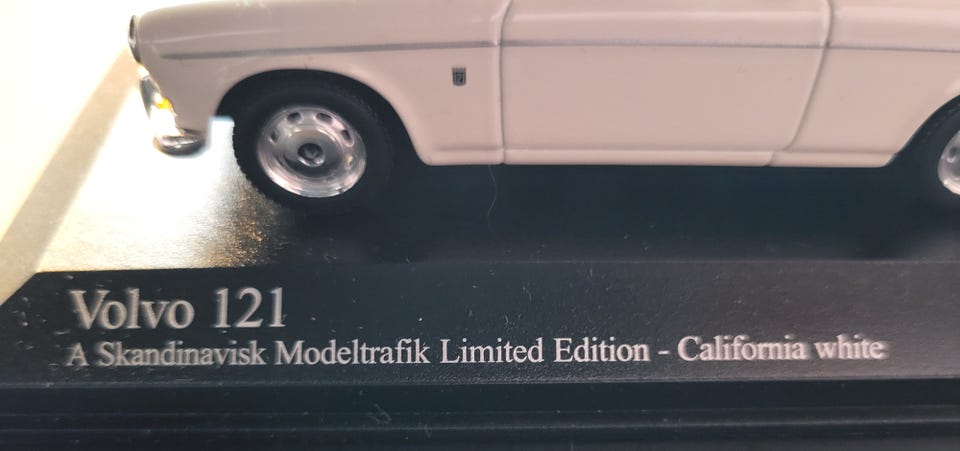 Volvo 121
A Skandinavisk Modeltrafik Limited Edition - California white